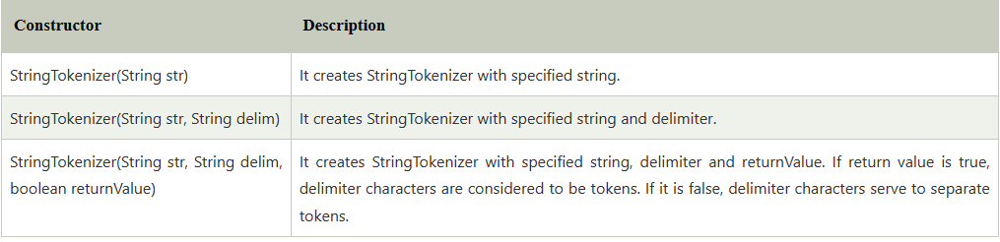 Constructor Description
StringTokenizer(String str) It creates StringTokenizer with specified string.
StringTokenizer(String str, String delim) It creates StringTokenizer with specified string and delimiter.
StringTokenizer(String str, String delim, It creates StringTokenizer with specified string, delimiter and returnValue. If return value is true,
boolean returnValue) delimiter characters are considered to be tokens. If it is false, delimiter characters serve to separate
tokens.